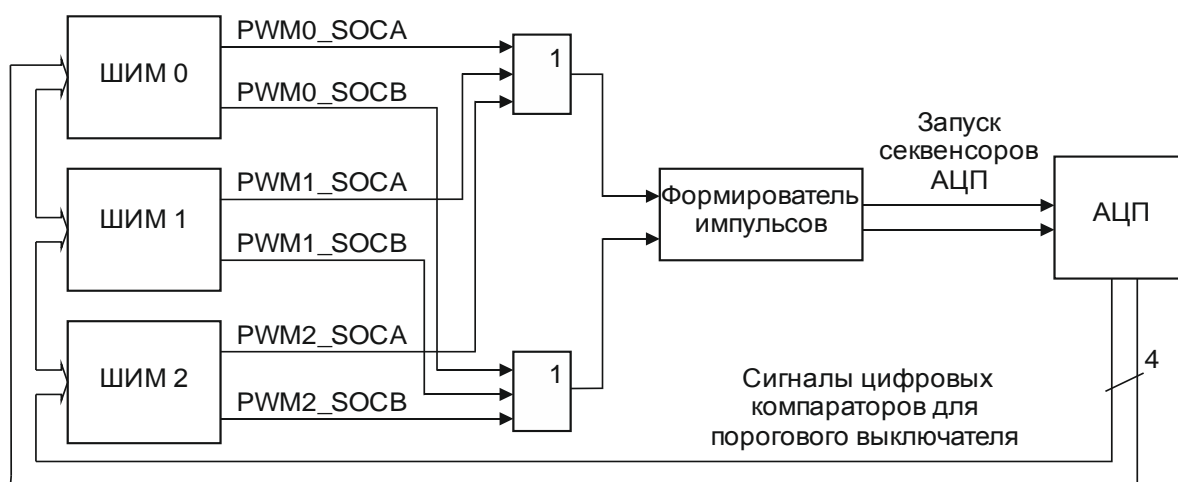 PWM0_SOCA
ШИМ 0
1
PWM0_SOCB
Запуск
секвенсоров
АЦП
PWM1_SOCA
ШИМ 1
Формирователь
импульсов
АЦП
PWM1_SOCB
PWM2_SOCA
ШИМ 2
1
PWM2_SOCB
4
Сигналы цифровых
компараторов для
порогового выключателя